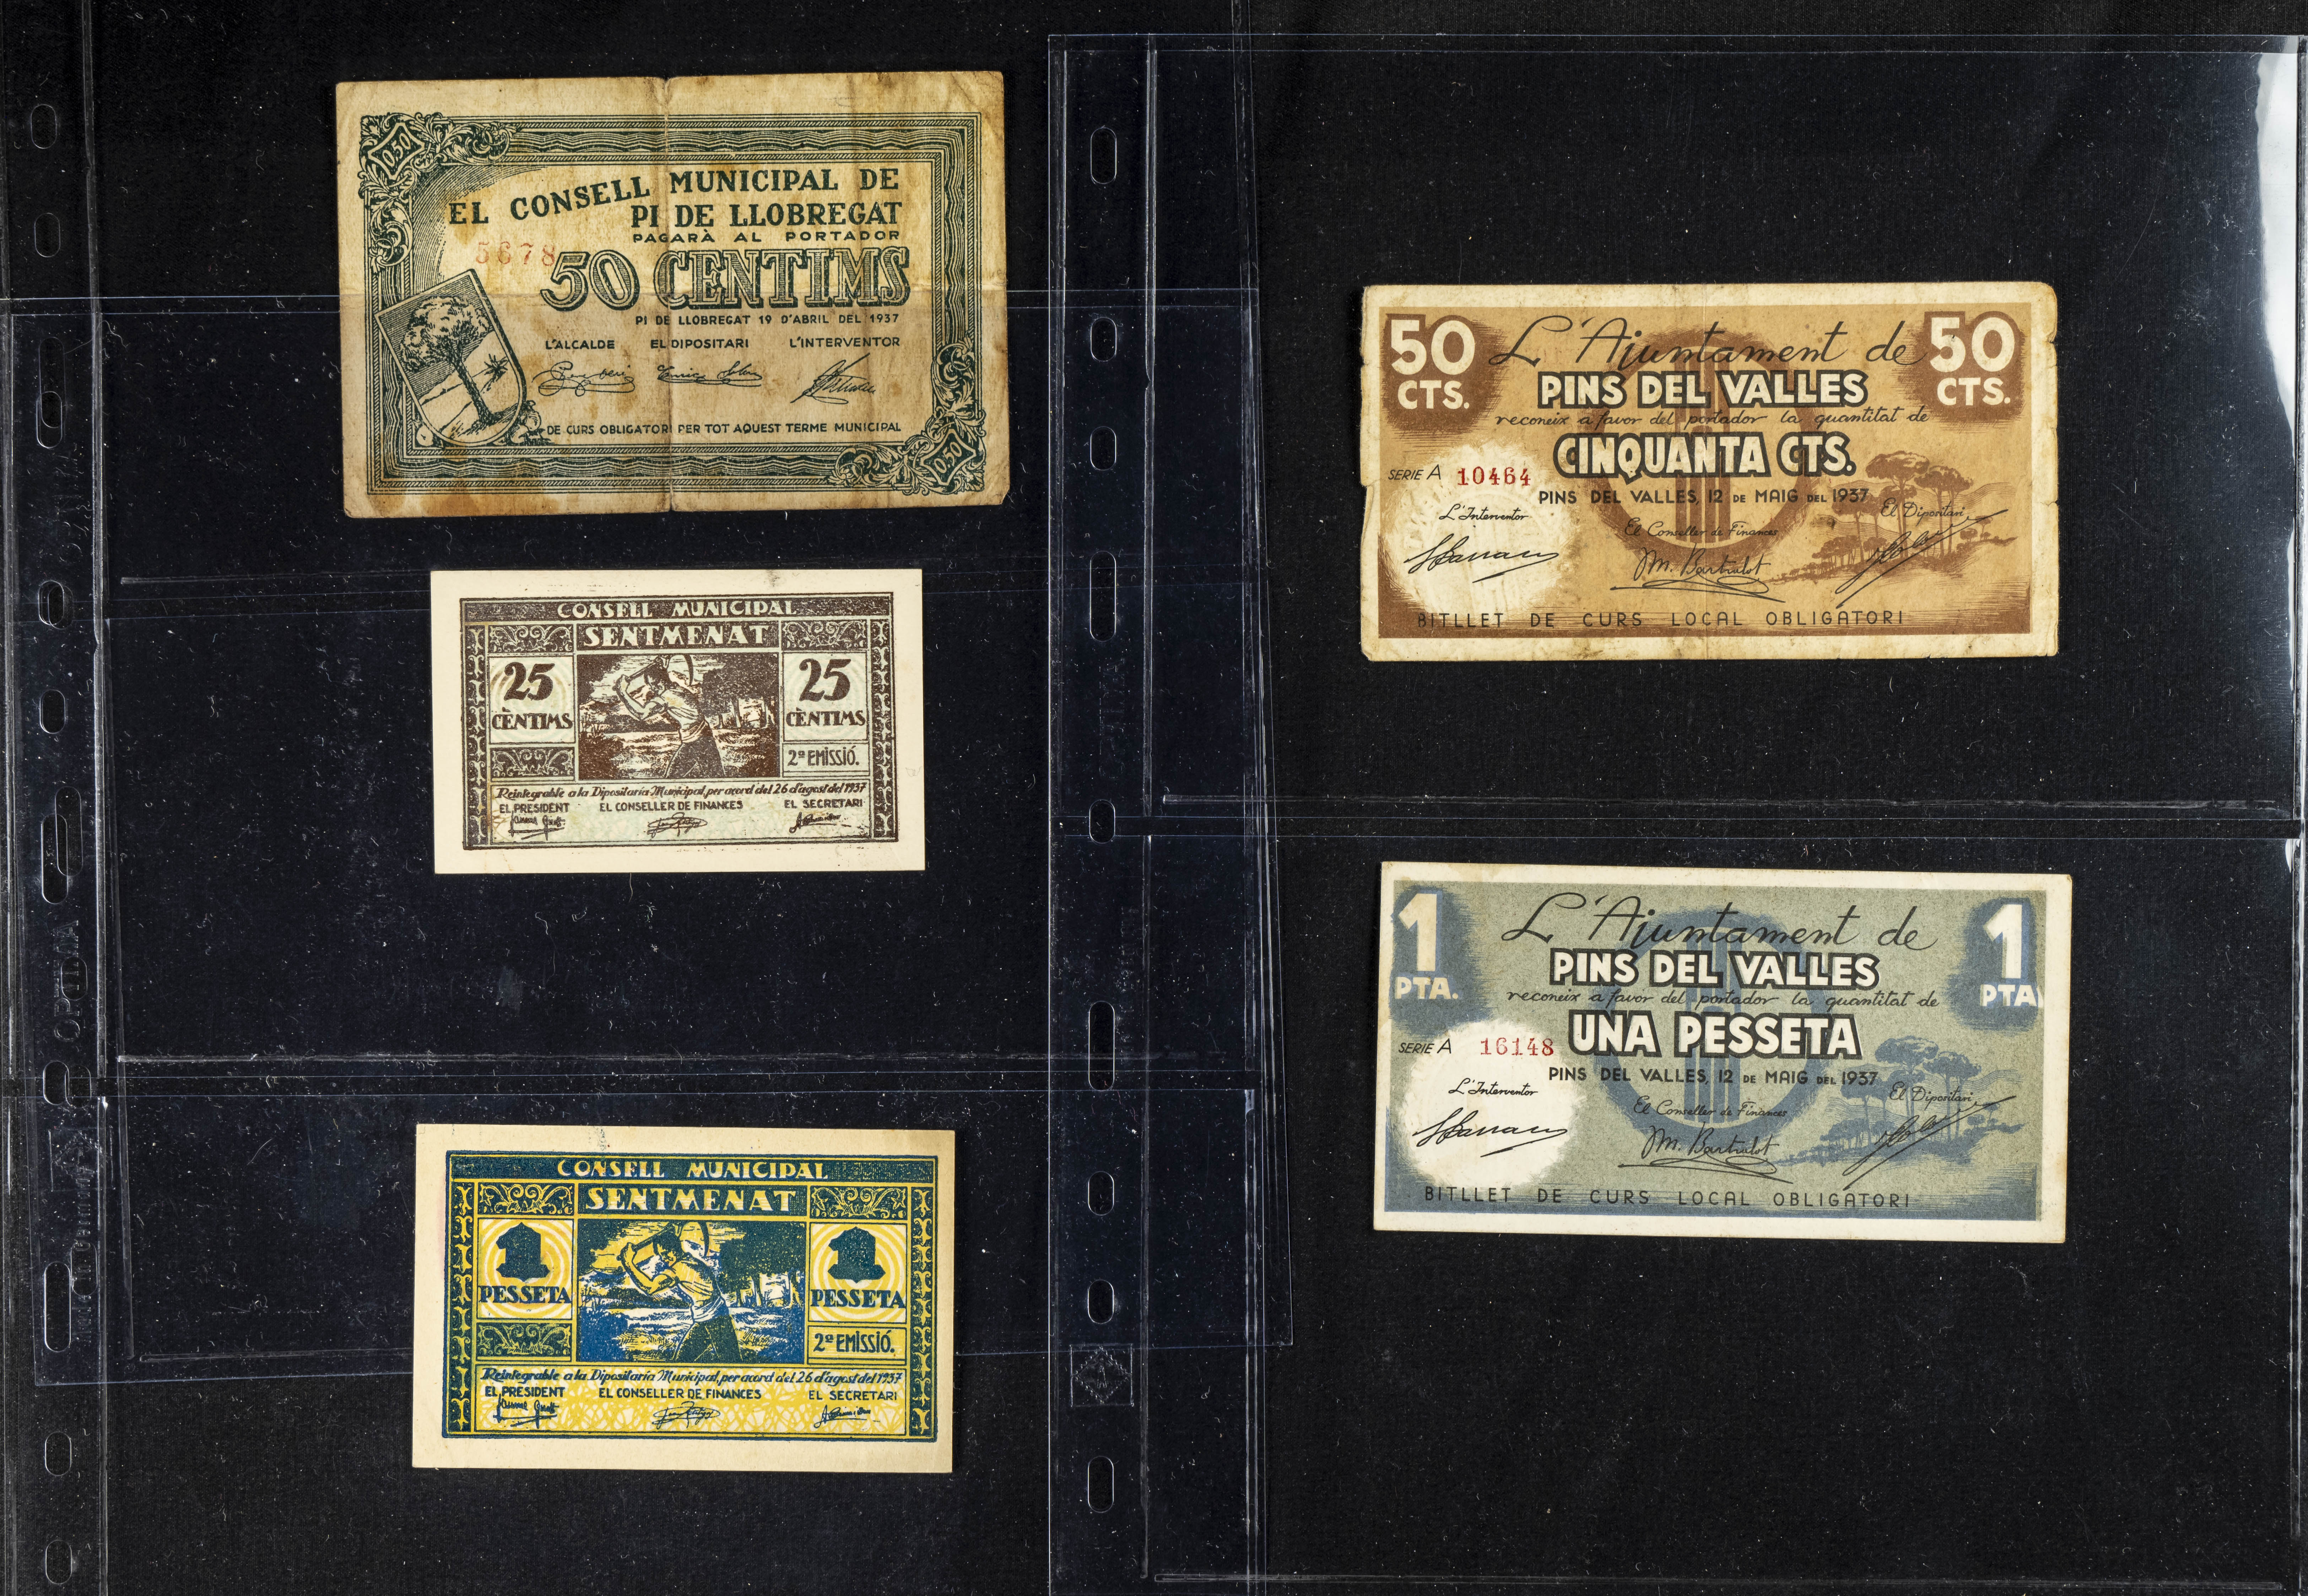 0.50
EL CONSELL MUNICIPAL DE
PI DE LLOBREGAT
PAGARÀ AL PORTADOR
5678
50 CENTIMS
PI DE LLOBREGAT 19 D'ABRIL DEL 1937
L'ALCALDE EL DIPOSITARI L'INTERVENTOR
DE CURS OBLIGATORI PER TOT AQUEST TERME MUNICIPAL
0.50
CONSELL MUNICIPAL
SENTMENAT
25 25
CÈNTIMS CÈNTIMS
2ª EMISSIÓ.
Reintegrable a la Dipositaria Municipal, per acord del 26 d'agost del 1937
EL PRESIDENT EL CONSELLER DE FINANCES EL SECRETARI
CONSELL MUNICIPAL
SENTMENAT
1 1
PESSETA PESSETA
2ª EMISSIÓ.
Reintegrable a la Dipositaria Municipal, per acord del 26 d'agost del 1937
EL PRESIDENT EL CONSELLER DE FINANCES EL SECRETARI
50 CTS. L'Ajuntament de 50 CTS.
PINS DEL VALLES
reconeix a favor del portador la quantitat de
CINQUANTA CTS.
SERIE A 10464
PINS DEL VALLES, 12 DE MAIG DEL 1937
L'Interventor El Conseller de Finances El Dipositari
M. Bartralot
BITLLET DE CURS LOCAL OBLIGATORI
1 PTA. L'Ajuntament de 1 PTA
PINS DEL VALLES
reconeix a favor del portador la quantitat de
UNA PESSETA
SERIE A 16148
PINS DEL VALLES, 12 DE MAIG DEL 1937
L'Interventor El Conseller de Finances El Dipositari
M. Bartralot
BITLLET DE CURS LOCAL OBLIGATORI
OPTIMA